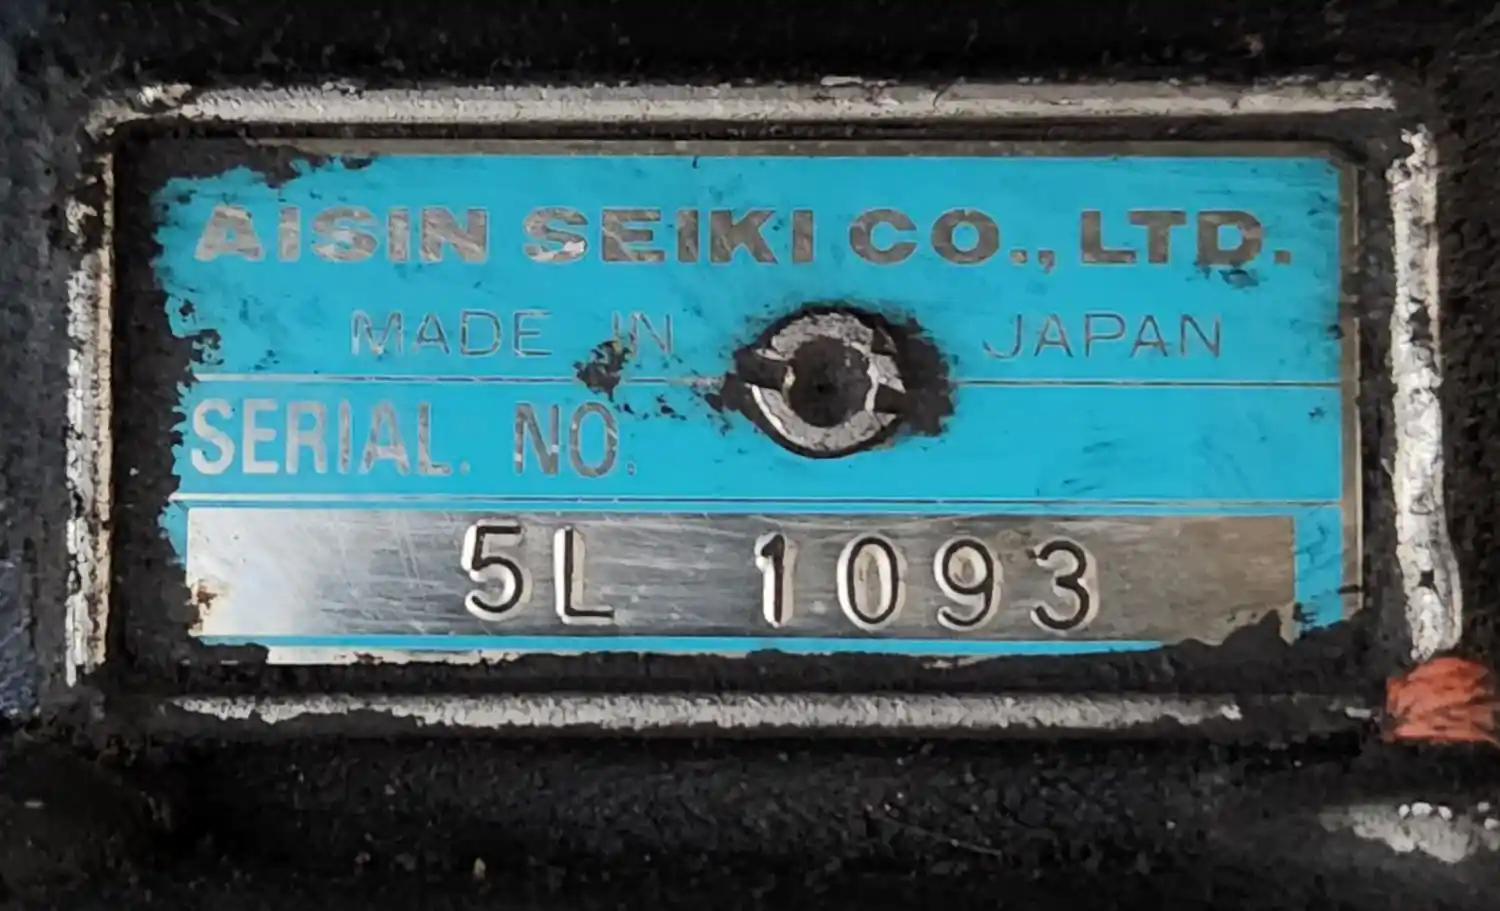 AISIN SEIKI CO., LTD.
MADE IN JAPAN
SERIAL. NO.
5L 1093